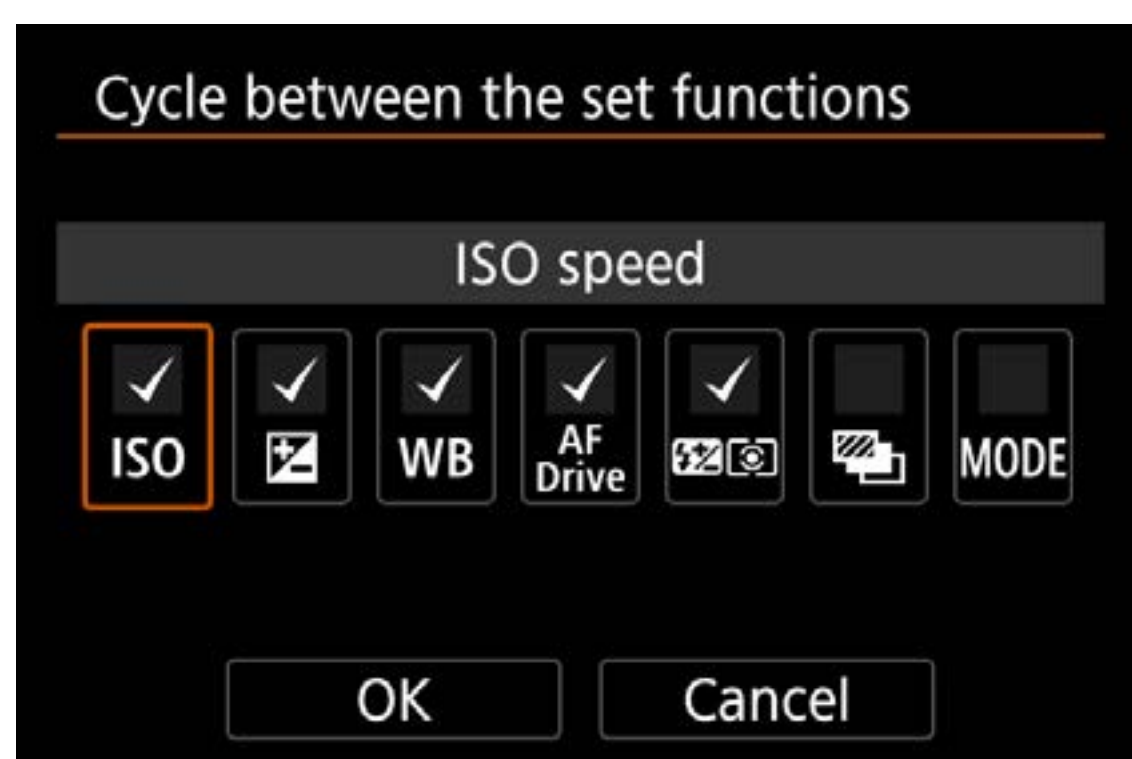 Cycle between the set functions
ISO speed
ISO WB AF Drive MODE
OK Cancel